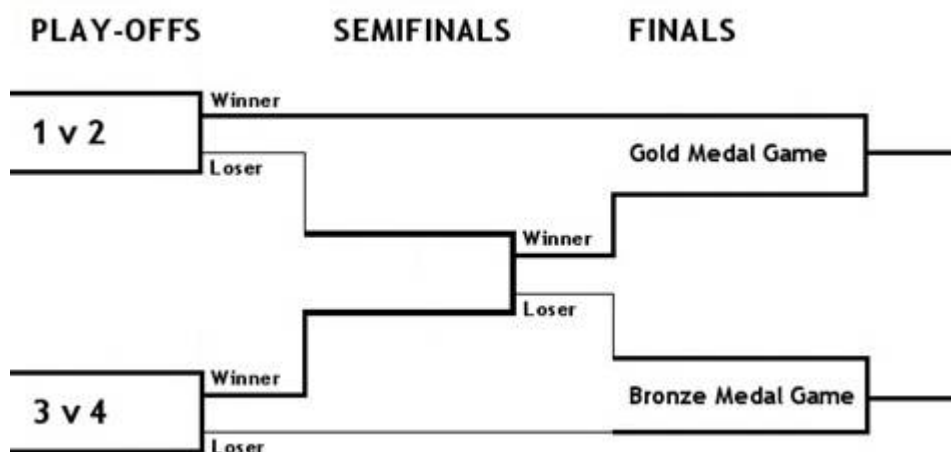 PLAY-OFFS SEMIFINALS FINALS
Winner
1 v 2
Loser
Gold Medal Game
Winner
Loser
Winner
3 v 4
Loser
Bronze Medal Game